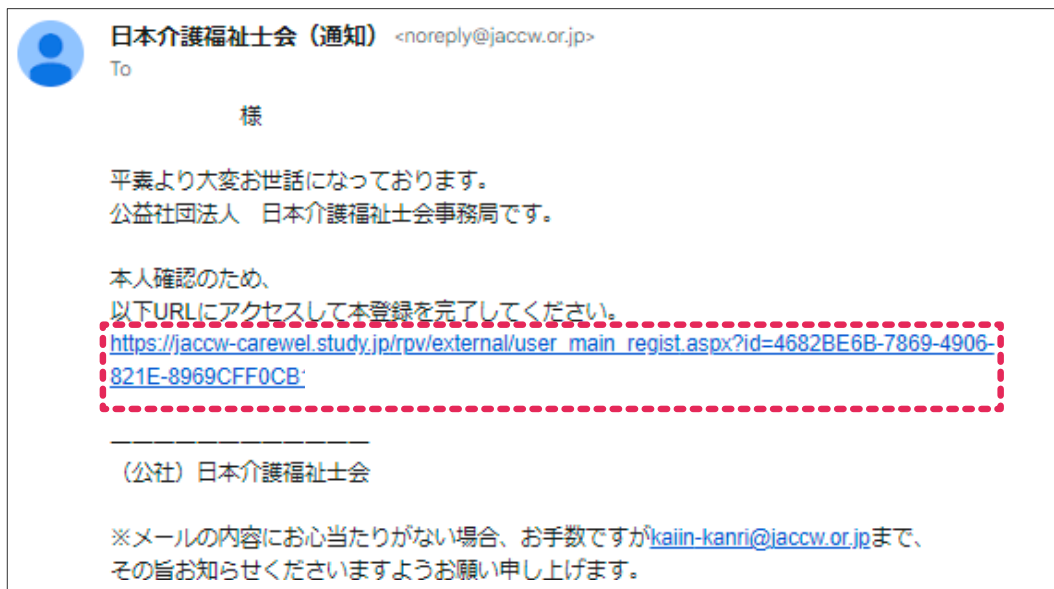 日本介護福祉士会（通知） <noreply@jaccw.or.jp>
To
様
平素より大変お世話になっております。
公益社団法人　日本介護福祉士会事務局です。
本人確認のため、
以下URLにアクセスして本登録を完了してください。
https://jaccw-carewel.study.jp/rpv/external/user_main_regist.aspx?id=4682BE6B-7869-4906-
821E-8969CFF0CB
ーーーーーーーーーーーー
（公社）日本介護福祉士会
※メールの内容にお心当たりがない場合、お手数ですがkaiin-kanri@jaccw.or.jpまで、
その旨お知らせくださいますようお願い申し上げます。